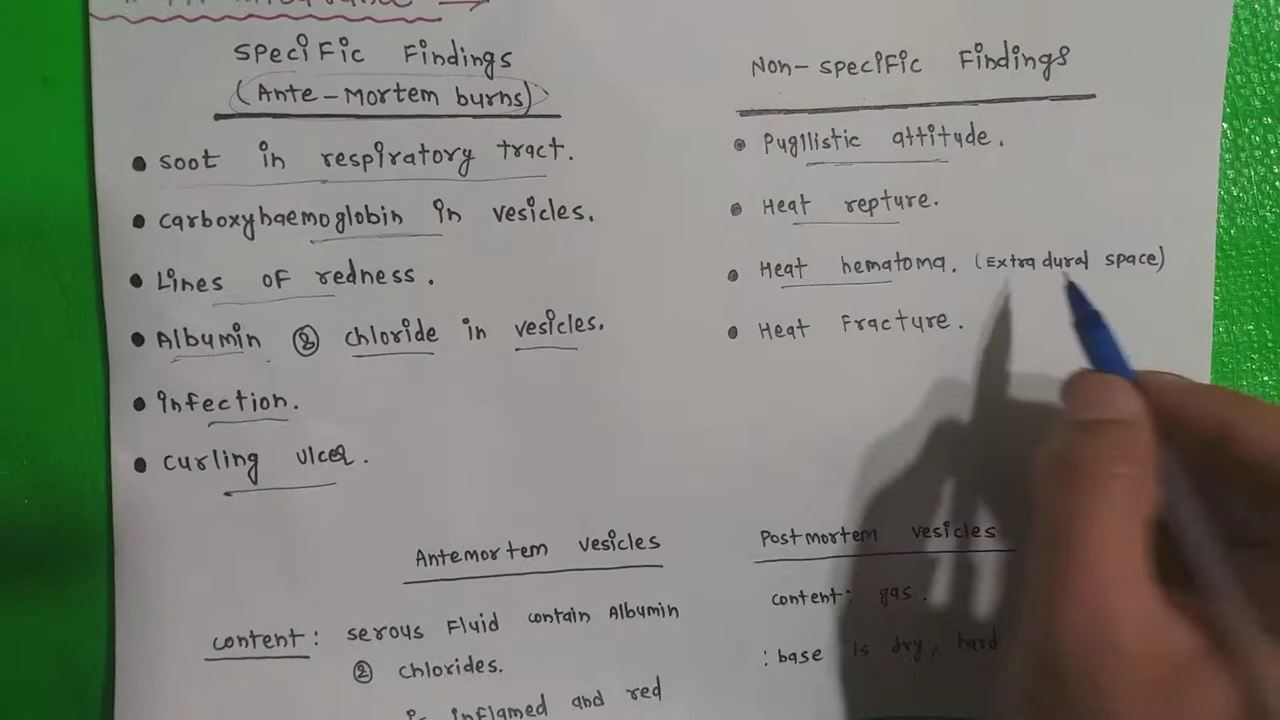 Specific Findings
(Ante-Mortem burns)
• Soot in respiratory tract.
• carboxyhaemoglobin in vesicles.
• Lines of redness.
• Albumin & chloride in vesicles.
• infection.
• curling ulcer.
Non-specific Findings
• Pugilistic attitude.
• Heat repture.
• Heat hematoma. (Extradural space)
• Heat Fracture.
Antemortem vesicles
content: serous Fluid contain Albumin
& chlorides.
inflamed and red
Postmortem vesicles
content: gas.
: base is dry, hard